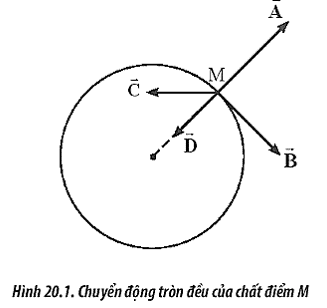 A⃗
M
C⃗
D⃗
B⃗
Hình 20.1. Chuyển động tròn đều của chất điểm M